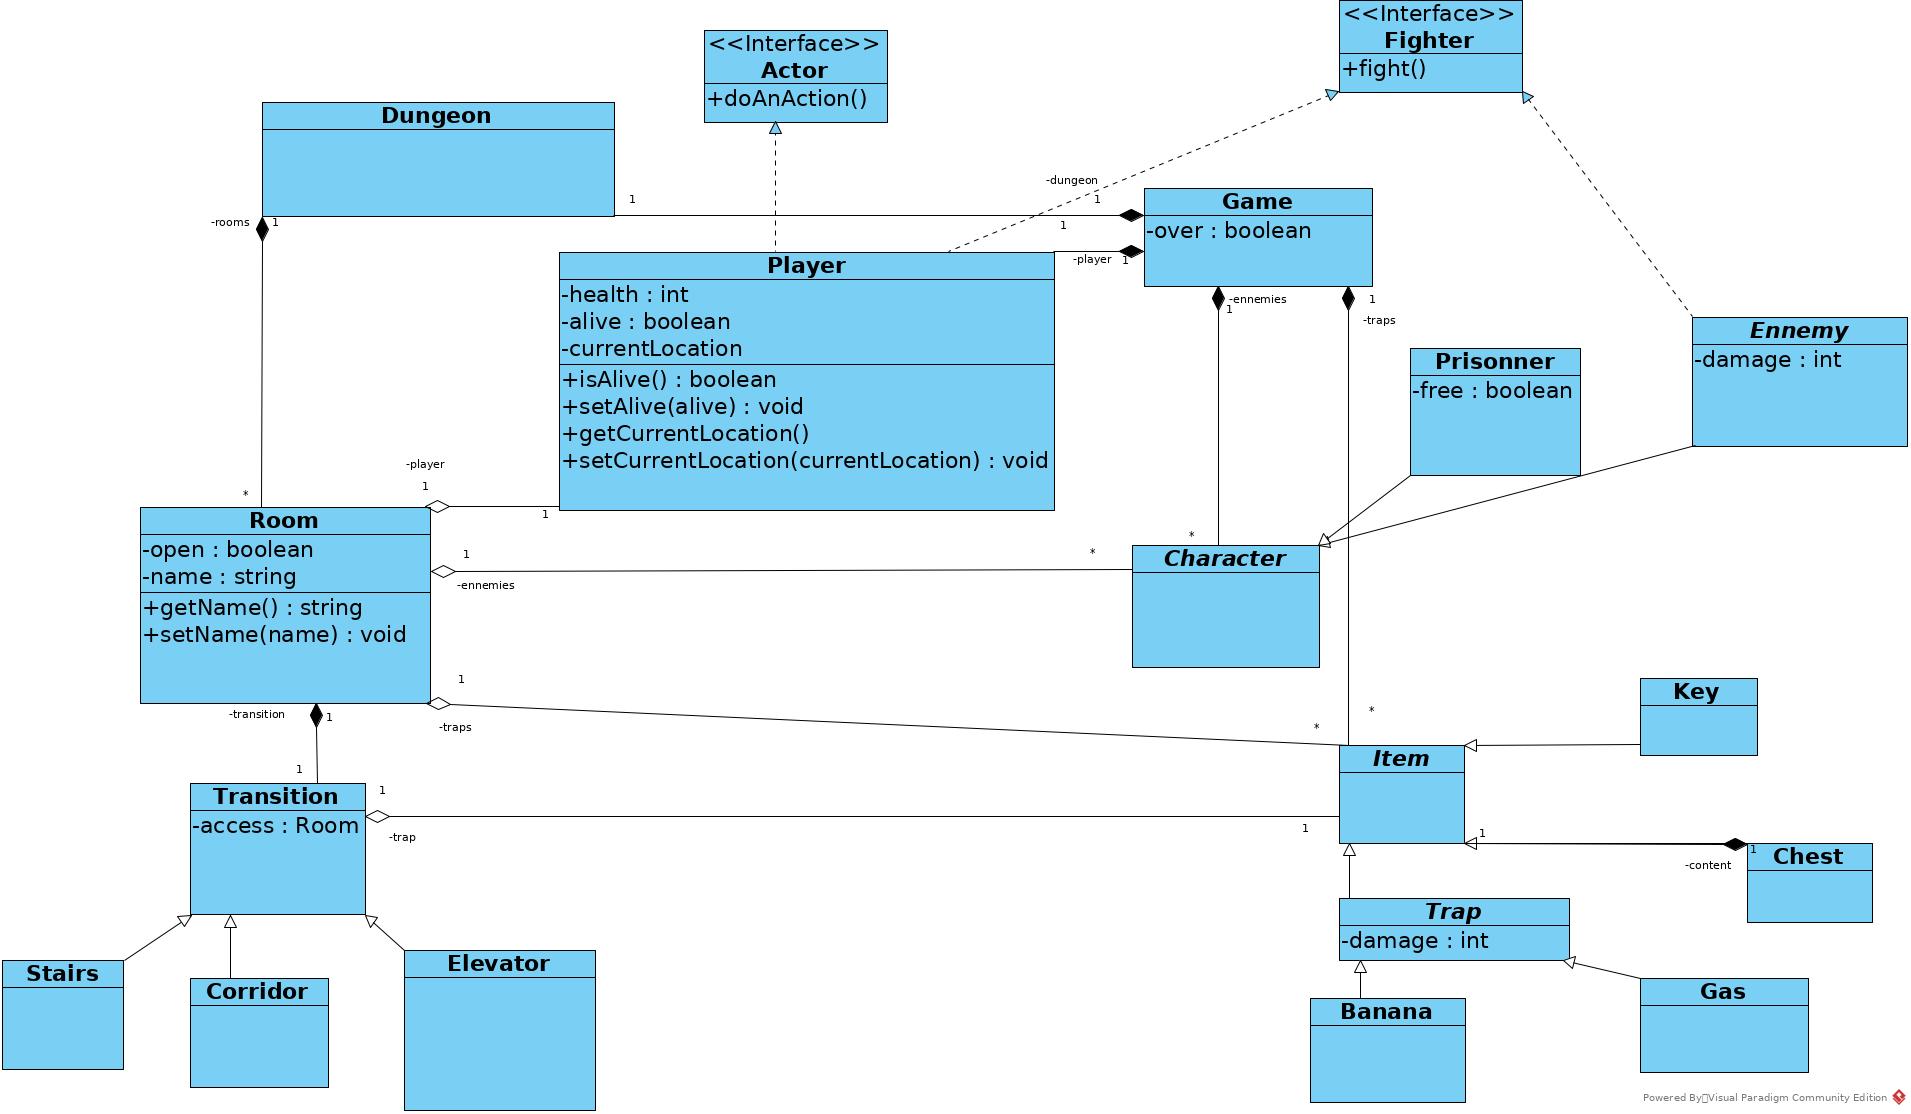 <<Interface>>
Fighter
+fight()
<<Interface>>
Actor
+doAnAction()
Dungeon
-rooms
1
1
-dungeon
1
1
Game
-over : boolean
-player
1
-ennemies
1
1
-traps
Player
-health : int
-alive : boolean
-currentLocation
+isAlive() : boolean
+setAlive(alive) : void
+getCurrentLocation()
+setCurrentLocation(currentLocation) : void
Ennemy
-damage : int
Prisonner
-free : boolean
-player
1
1
*
Room
-open : boolean
-name : string
+getName() : string
+setName(name) : void
1
-ennemies
*
*
Character
1
-traps
*
*
Key
Item
-transition
1
1
Transition
-access : Room
1
-trap
1
1
-content
1
Chest
Trap
-damage : int
Stairs
Corridor
Elevator
Banana
Gas
Powered By Visual Paradigm Community Edition